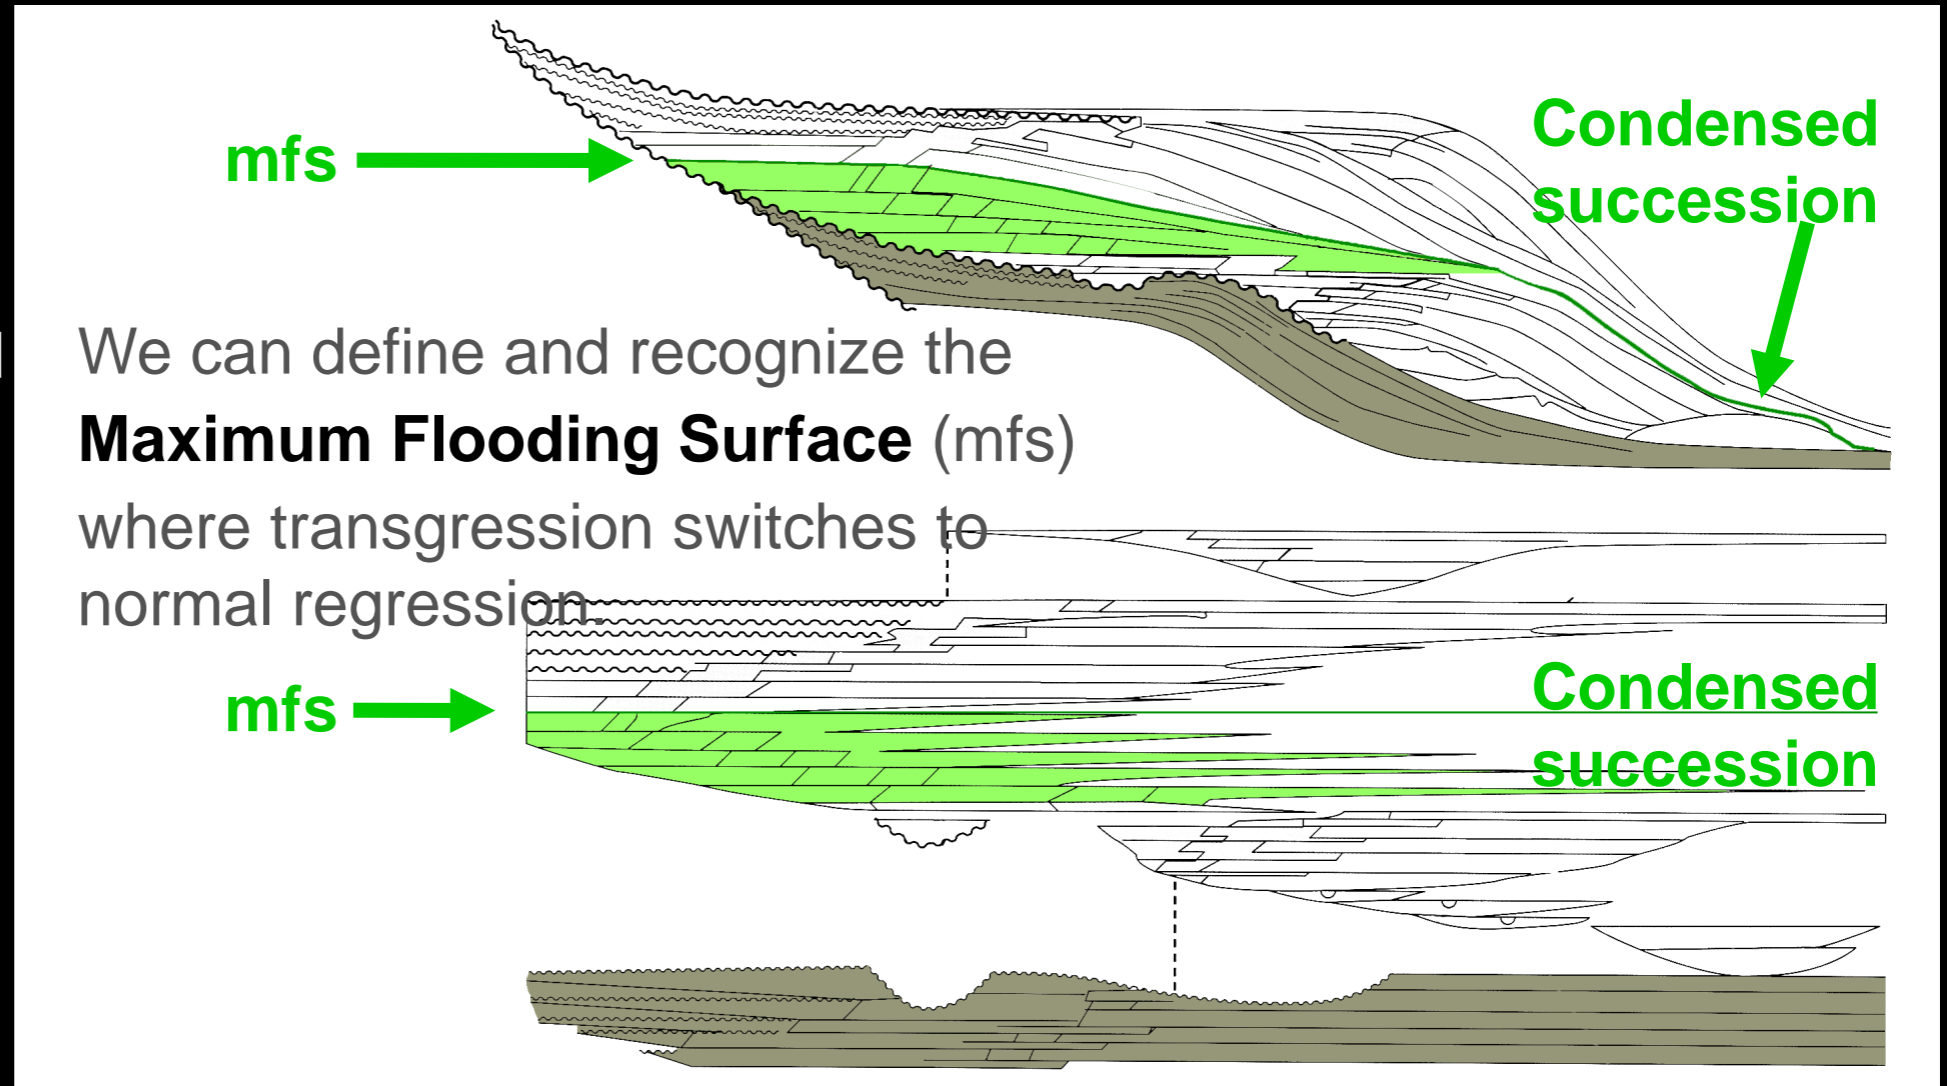 Condensed
succession
mfs
We can define and recognize the
Maximum Flooding Surface (mfs)
where transgression switches to
normal regression.
mfs
Condensed
succession